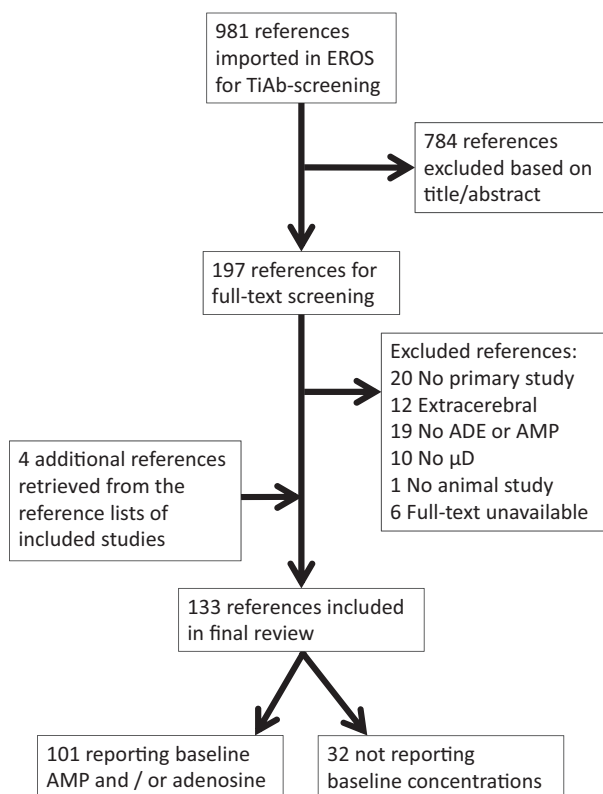 981 references
imported in EROS
for TiAb-screening
784 references
excluded based on
title/abstract
197 references for
full-text screening
Excluded references:
20 No primary study
12 Extracerebral
19 No ADE or AMP
10 No µD
1 No animal study
6 Full-text unavailable
4 additional references
retrieved from the
reference lists of
included studies
133 references included
in final review
101 reporting baseline
AMP and / or adenosine
32 not reporting
baseline concentrations